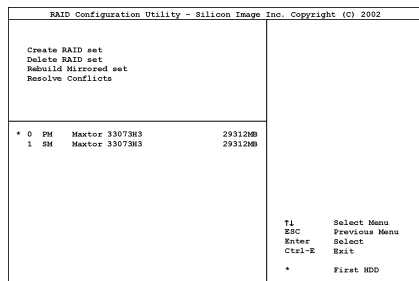 RAID Configuration Utility - Silicon Image Inc. Copyright (C) 2002
Create RAID set
Delete RAID set
Rebuild Mirrored set
Resolve Conflicts
* 0 PM Maxtor 33073H3 29312MB
1 SM Maxtor 33073H3 29312MB
↑↓ Select Menu
ESC Previous Menu
Enter Select
Ctrl-E Exit
* First HDD